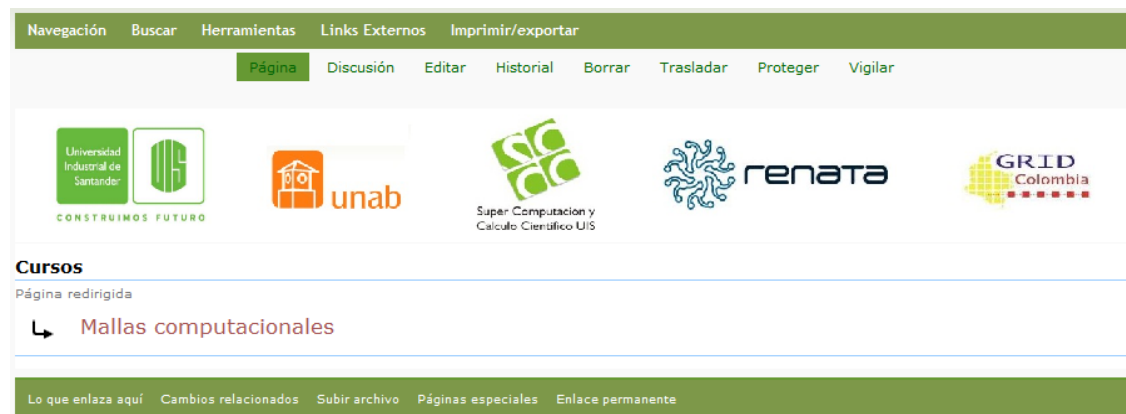 Navegación Buscar Herramientas Links Externos Imprimir/exportar
Página Discusión Editar Historial Borrar Trasladar Proteger Vigilar
Universidad
Industrial de
Santander
UIS
CONSTRUIMOS FUTURO
unab
Super Computacion y
Calculo Cientifico UIS
renata
GRID
Colombia
Cursos
Página redirigida
Mallas computacionales
Lo que enlaza aquí Cambios relacionados Subir archivo Páginas especiales Enlace permanente